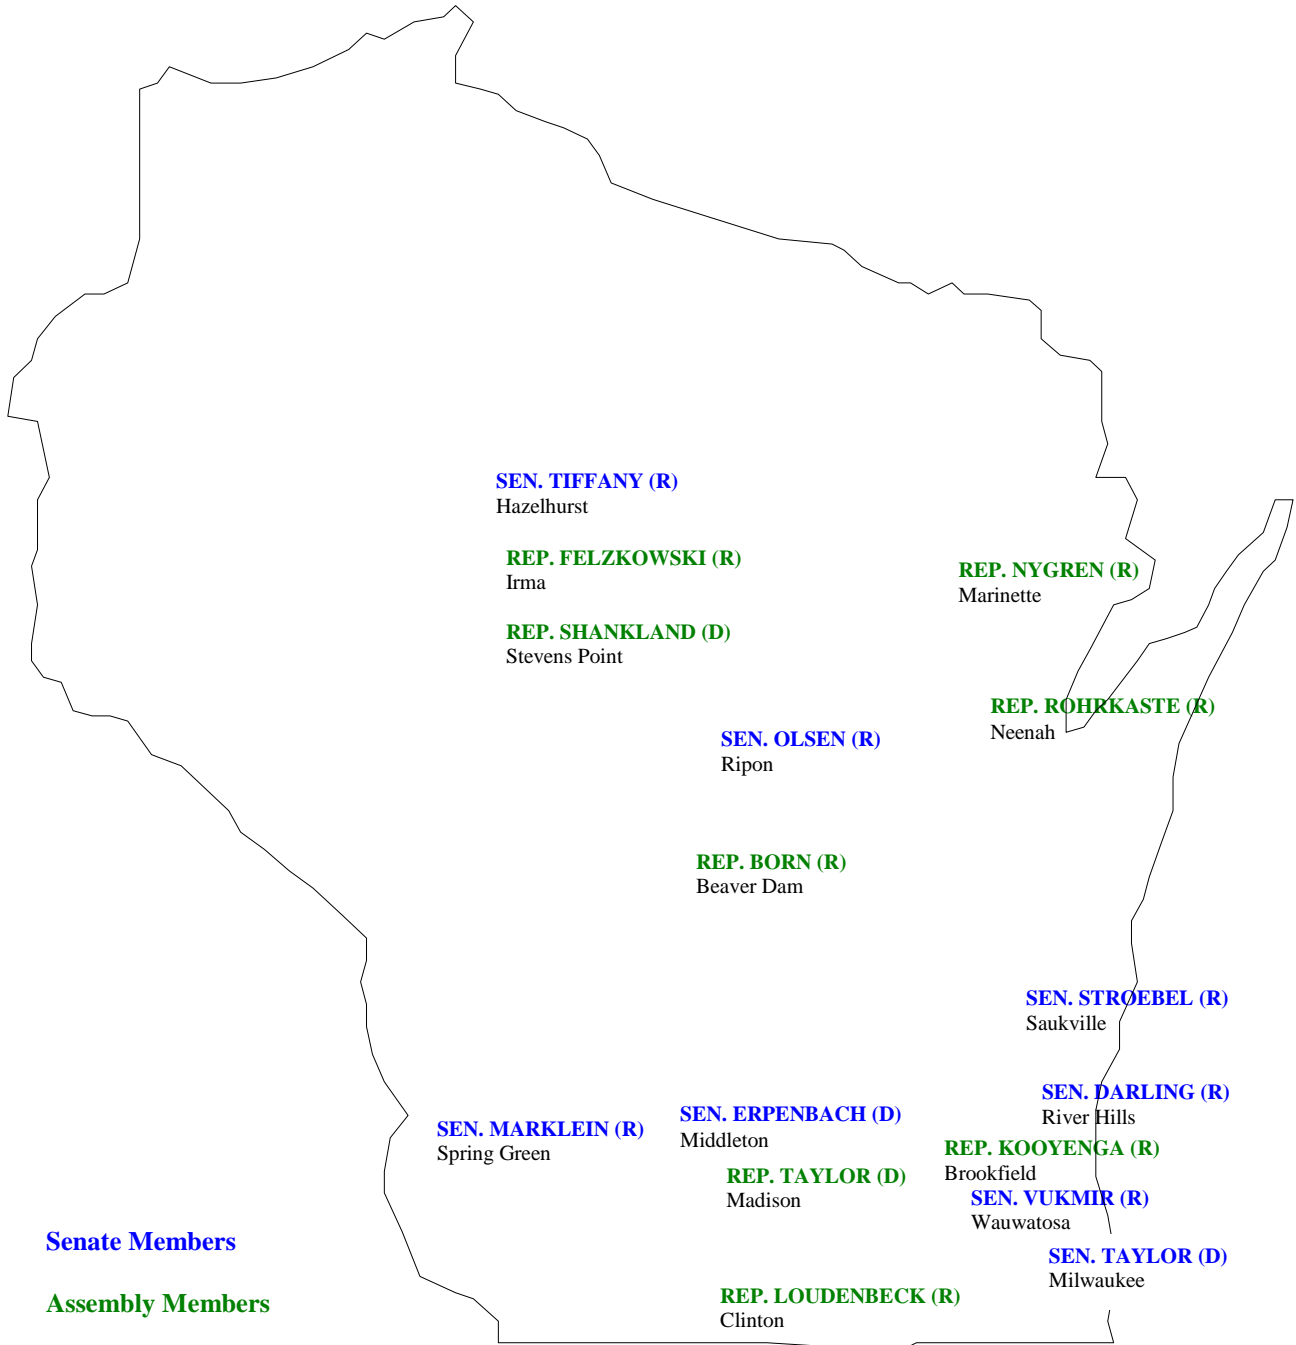 SEN. TIFFANY (R)
Hazelhurst
REP. FELZKOWSKI (R)
Irma
REP. NYGREN (R)
Marinette
REP. SHANKLAND (D)
Stevens Point
REP. ROHRKASTE (R)
Neenah
SEN. OLSEN (R)
Ripon
REP. BORN (R)
Beaver Dam
SEN. STROEBEL (R)
Saukville
SEN. DARLING (R)
River Hills
SEN. ERPENBACH (D)
Middleton
SEN. MARKLEIN (R)
Spring Green
REP. KOOYENGA (R)
Brookfield
REP. TAYLOR (D)
Madison
SEN. VUKMIR (R)
Wauwatosa
SEN. TAYLOR (D)
Milwaukee
REP. LOUDENBECK (R)
Clinton
Senate Members
Assembly Members